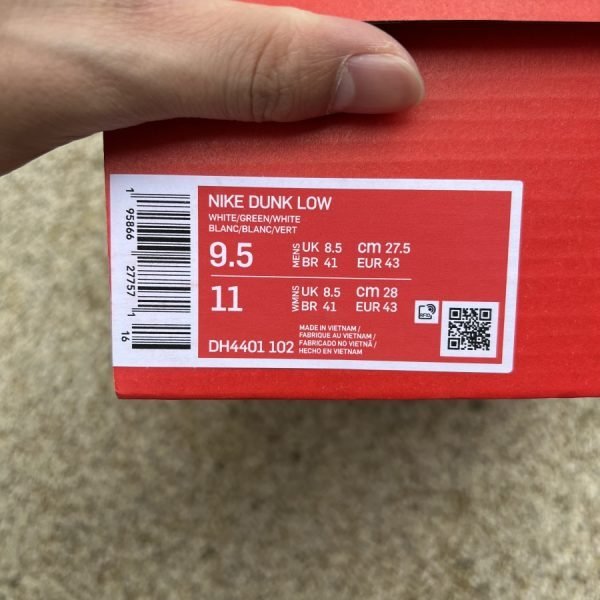 NIKE DUNK LOW
WHITE/GREEN/WHITE
BLANC/BLANC/VERT
9.5 MENS UK 8.5 cm 27.5
BR 41 EUR 43
11 WMNS UK 8.5 cm 28
BR 41 EUR 43
MADE IN VIETNAM /
FABRIQUE AU VIETNAM /
DH4401 102 FABRICADO NO VIETNÃ /
HECHO EN VIETNAM
RFID
1 95866 27757 16